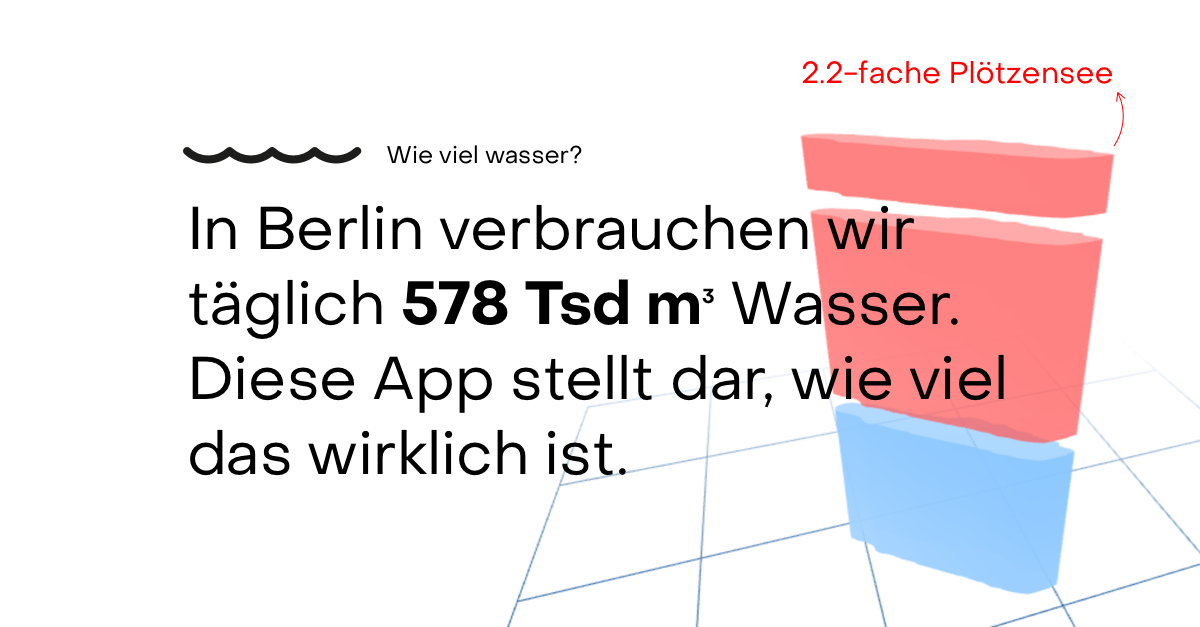 2.2-fache Plötzensee
Wie viel wasser?
In Berlin verbrauchen wir
täglich 578 Tsd m³ Wasser.
Diese App stellt dar, wie viel
das wirklich ist.